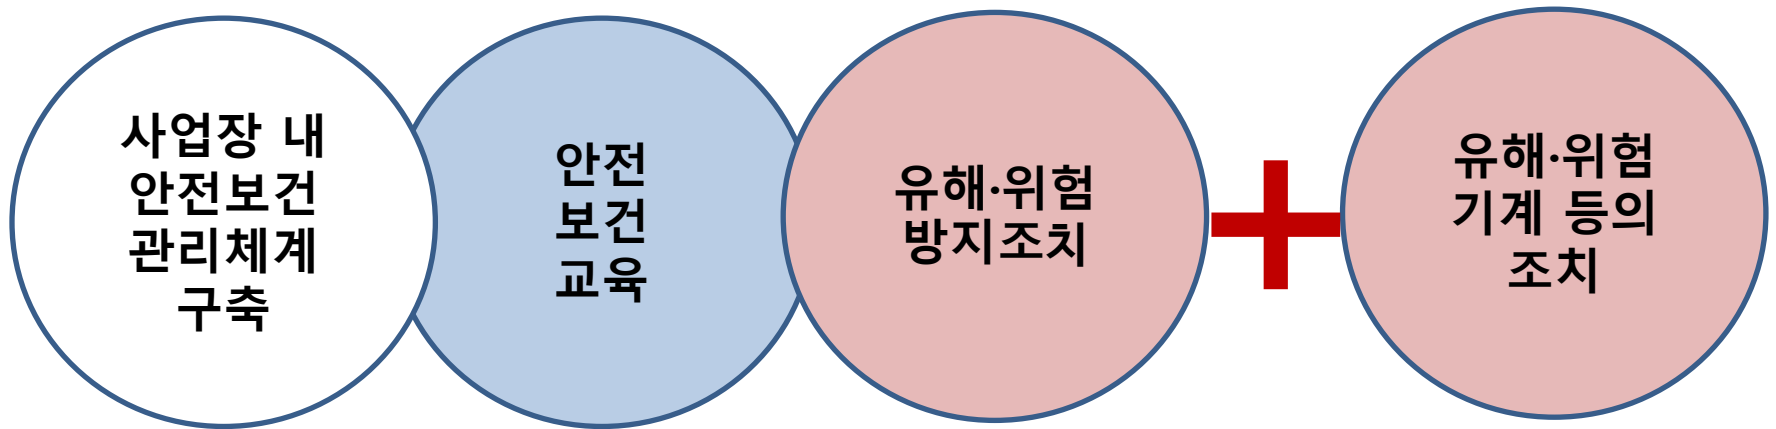 사업장 내
안전보건
관리체계
구축
안전
보건
교육
유해·위험
방지조치
유해·위험
기계 등의
조치